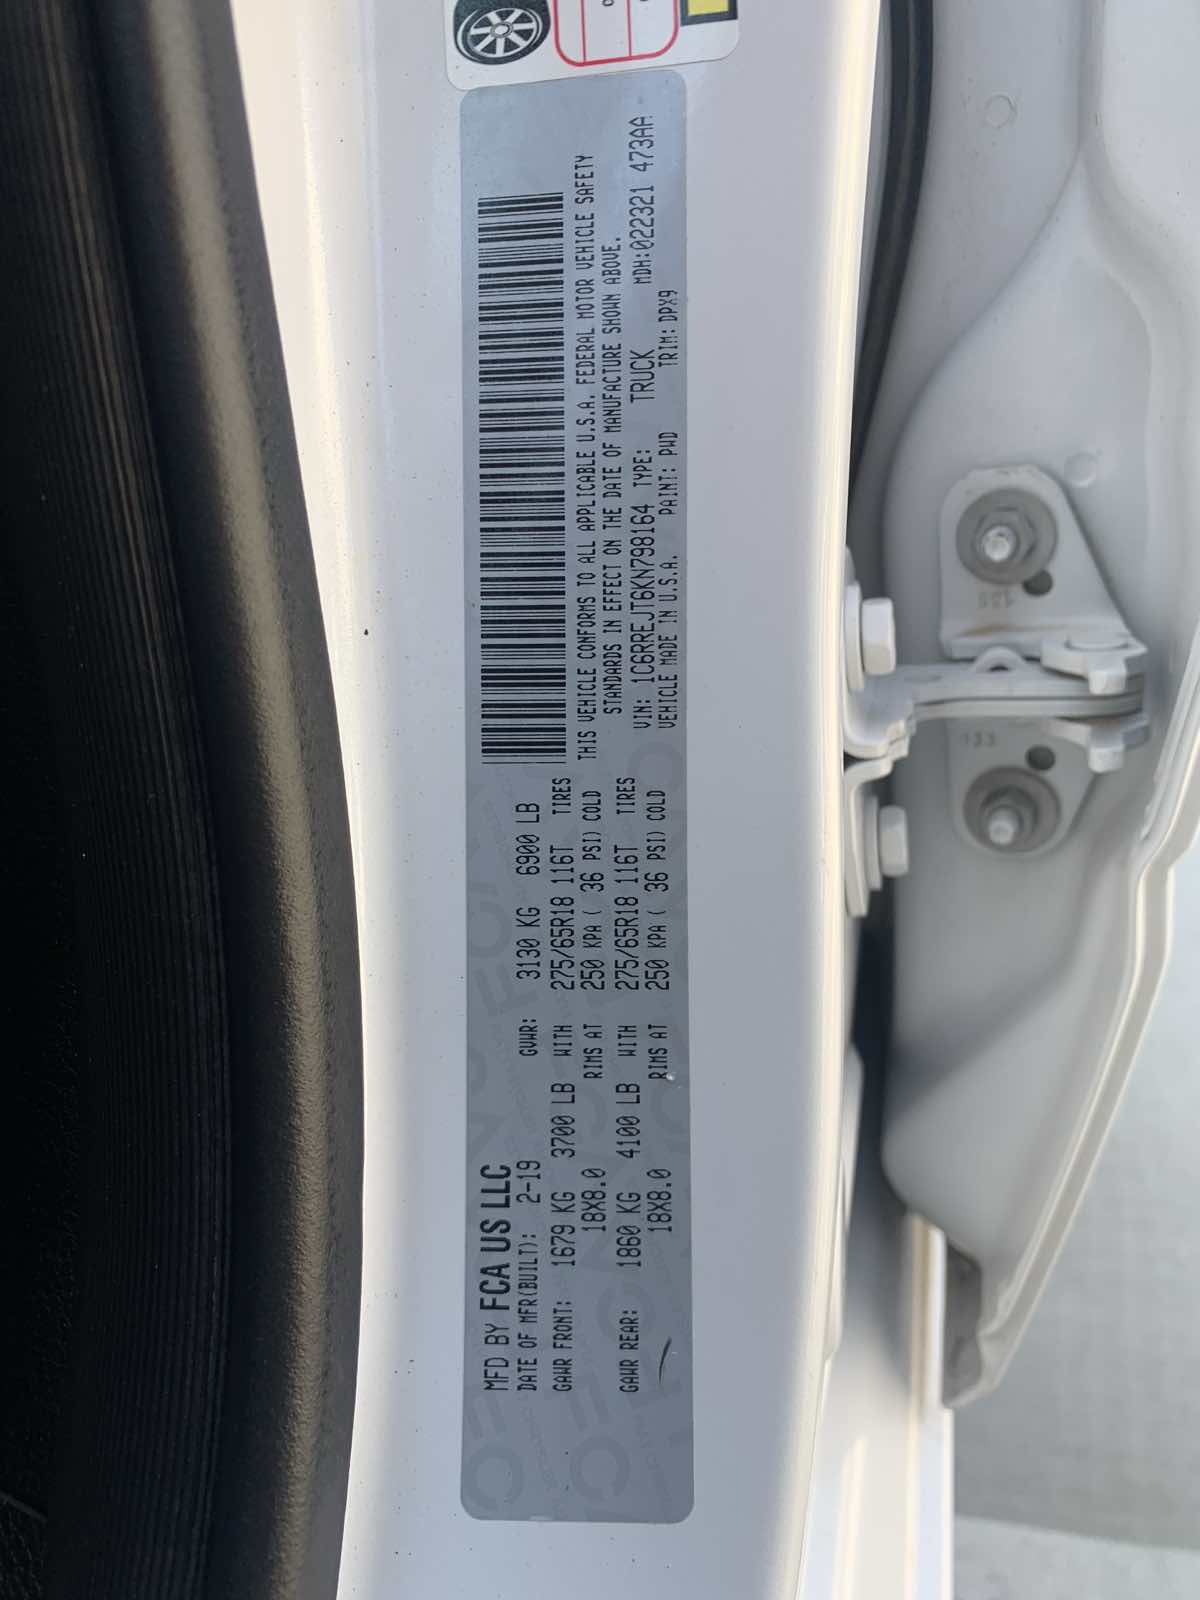 MFD BY FCA US LLC
DATE OF MFR(BUILT): 2-19 GVWR: 3130 KG 6900 LB
GAWR FRONT: 1679 KG 3700 LB WITH 275/65R18 116T TIRES
18X8.0 RIMS AT 250 KPA ( 36 PSI) COLD
GAWR REAR: 1860 KG 4100 LB WITH 275/65R18 116T TIRES
18X8.0 RIMS AT 250 KPA ( 36 PSI) COLD
THIS VEHICLE CONFORMS TO ALL APPLICABLE U.S.A. FEDERAL MOTOR VEHICLE SAFETY
STANDARDS IN EFFECT ON THE DATE OF MANUFACTURE SHOWN ABOVE.
VIN: 1C6RREJT6KN798164 TYPE: TRUCK MDH:022321 473AA
VEHICLE MADE IN U.S.A. PAINT: PWD TRIM: DPX9
133